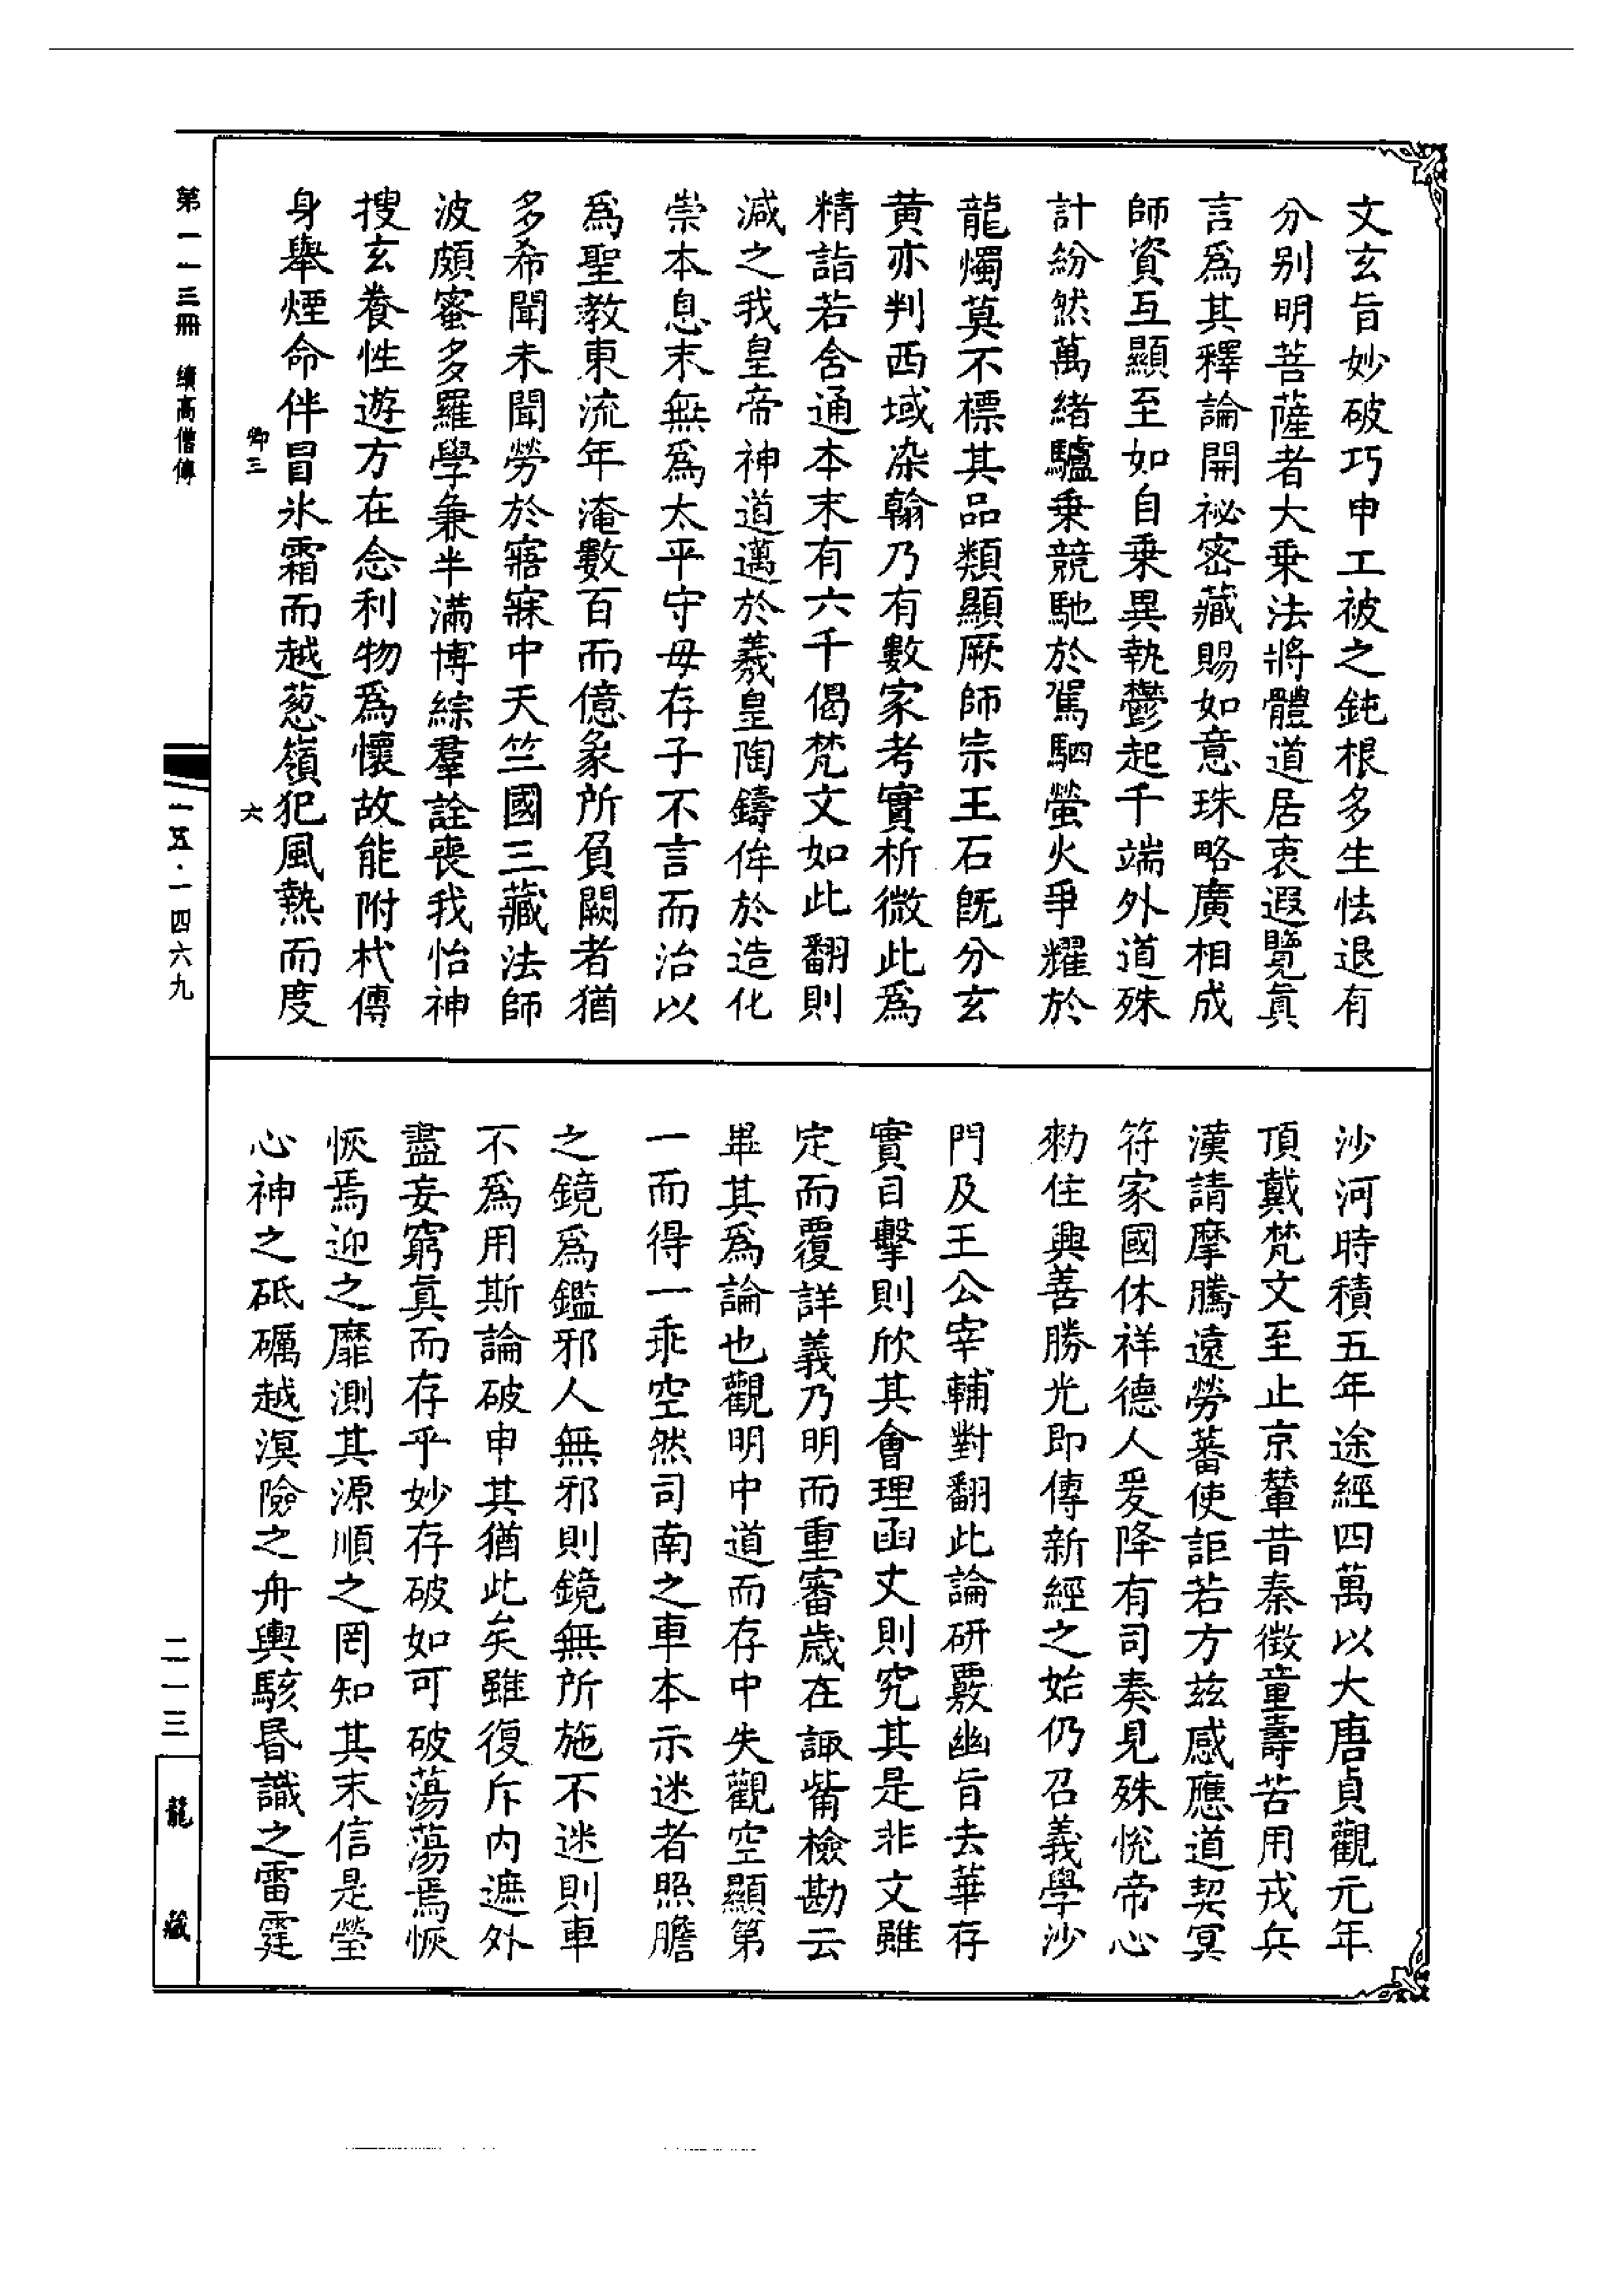 文玄旨妙破巧申工被之鈍根多生怯退有
分別明菩薩者大乗法將體道居衷遐覽真
言爲其釋論開祕密藏賜如意珠略廣相成
師資互顯至如自乗異執鬱起千端外道殊
計紛然萬緒驢乗競馳於駕駟螢火爭耀於
龍燭莫不標其品類顯厥師宗王石旣分玄
黄亦判西域染翰乃有數家考實析微此爲
精詣若舍通本末有六千偈梵文如此翻則
減之我皇帝神道邁於羲皇陶鑄侔於造化
崇本息末無爲太平守母存子不言而治以
爲聖教東流年淹數百而億象所負闕者猶
多希聞未聞勞於寤寐中天竺國三藏法師
波頗蜜多羅學兼半滿博綜羣詮喪我怡神
搜玄養性遊方在念利物爲懷故能附杙傳
身舉煙命伴冒氷霜而越葱嶺犯風熱而度
沙河時積五年途經四萬以大唐貞觀元年
頂戴梵文至止京輦昔秦徴童壽苦用戎兵
漢請摩騰遠勞蕃使詎若方兹感應道契冥
符家國休祥德人爰降有司奏見殊悅帝心
勑住興善勝光即傳新經之始仍召義學沙
門及王公宰輔對翻此論研覈幽旨去華存
實目擊則欣其會理函丈則究其是非文雖
定而覆詳義乃明而重審歳在諏觜檢勘云
畢其爲論也觀明中道而存中失觀空顯第
一而得一乖空然司南之車本示迷者照膽
之鏡爲鑑邪人無邪則鏡無所施不迷則車
不爲用斯論破申其猶此矣雖復斥内遮外
盡妄窮真而存乎妙存破如可破蕩蕩焉恢
恢焉迎之靡測其源順之罔知其末信是瑩
心神之砥礪越溟險之舟輿駭昏識之雷霆
第一一三冊 續高僧傳
卿三
六
一五·一四六九
二一三
龍藏